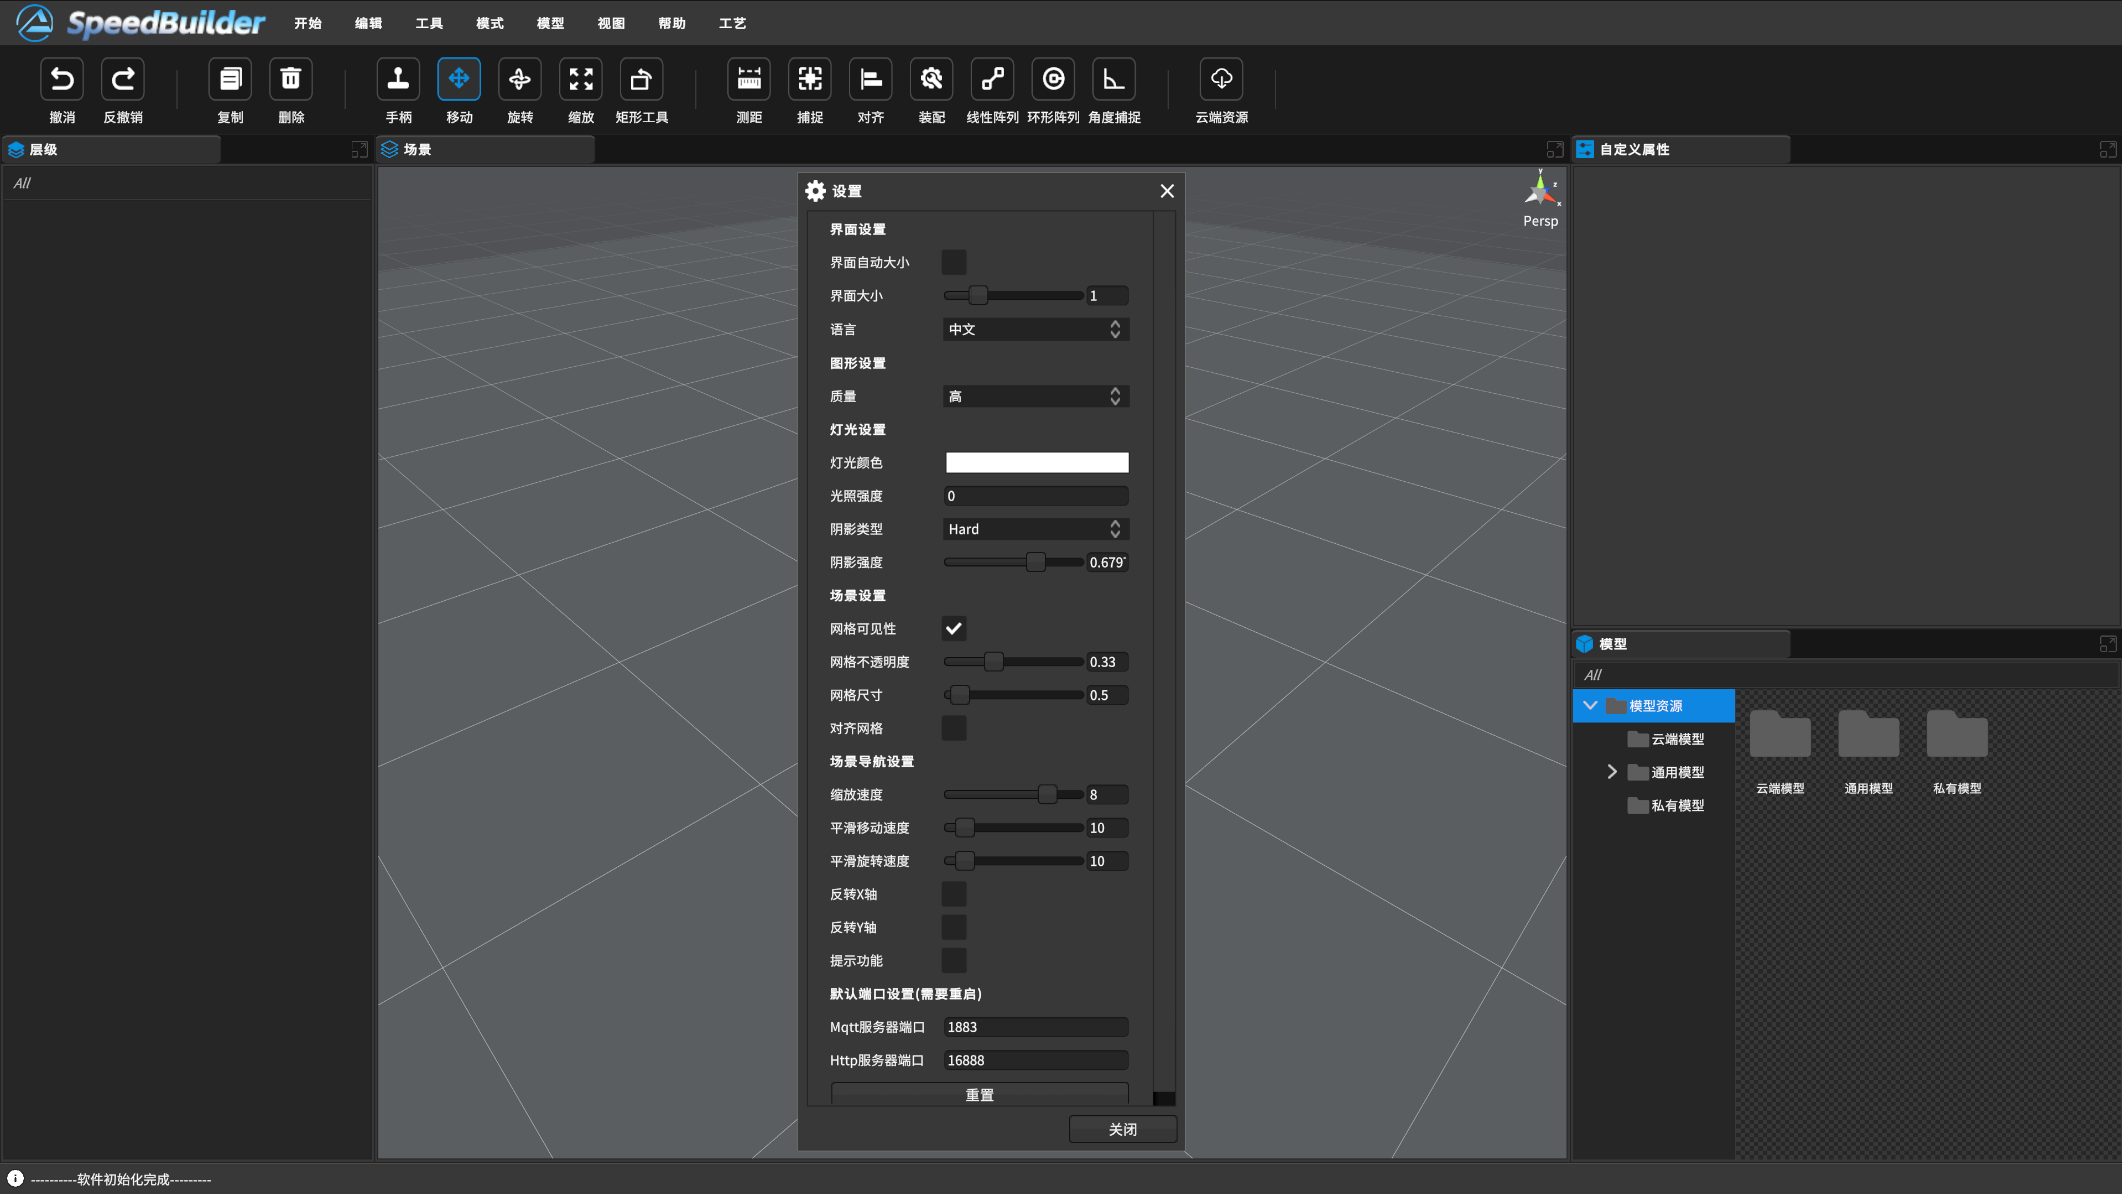 SpeedBuilder 开始 编辑 工具 模式 模型 视图 帮助 工艺
撤消 反撤销 复制 删除 手柄 移动 旋转 缩放 矩形工具 测距 捕捉 对齐 装配 线性阵列 环形阵列 角度捕捉 云端资源
层级
All
场景
y
z
x
Persp
设置
界面设置
界面自动大小
界面大小 1
语言 中文
图形设置
质量 高
灯光设置
灯光颜色
光照强度 0
阴影类型 Hard
阴影强度 0.679
场景设置
网格可见性
网格不透明度 0.33
网格尺寸 0.5
对齐网格
场景导航设置
缩放速度 8
平滑移动速度 10
平滑旋转速度 10
反转X轴
反转Y轴
提示功能
默认端口设置(需要重启)
Mqtt服务器端口 1883
Http服务器端口 16888
重置
关闭
自定义属性
模型
All
模型资源
云端模型
通用模型
私有模型
云端模型 通用模型 私有模型
----------软件初始化完成---------